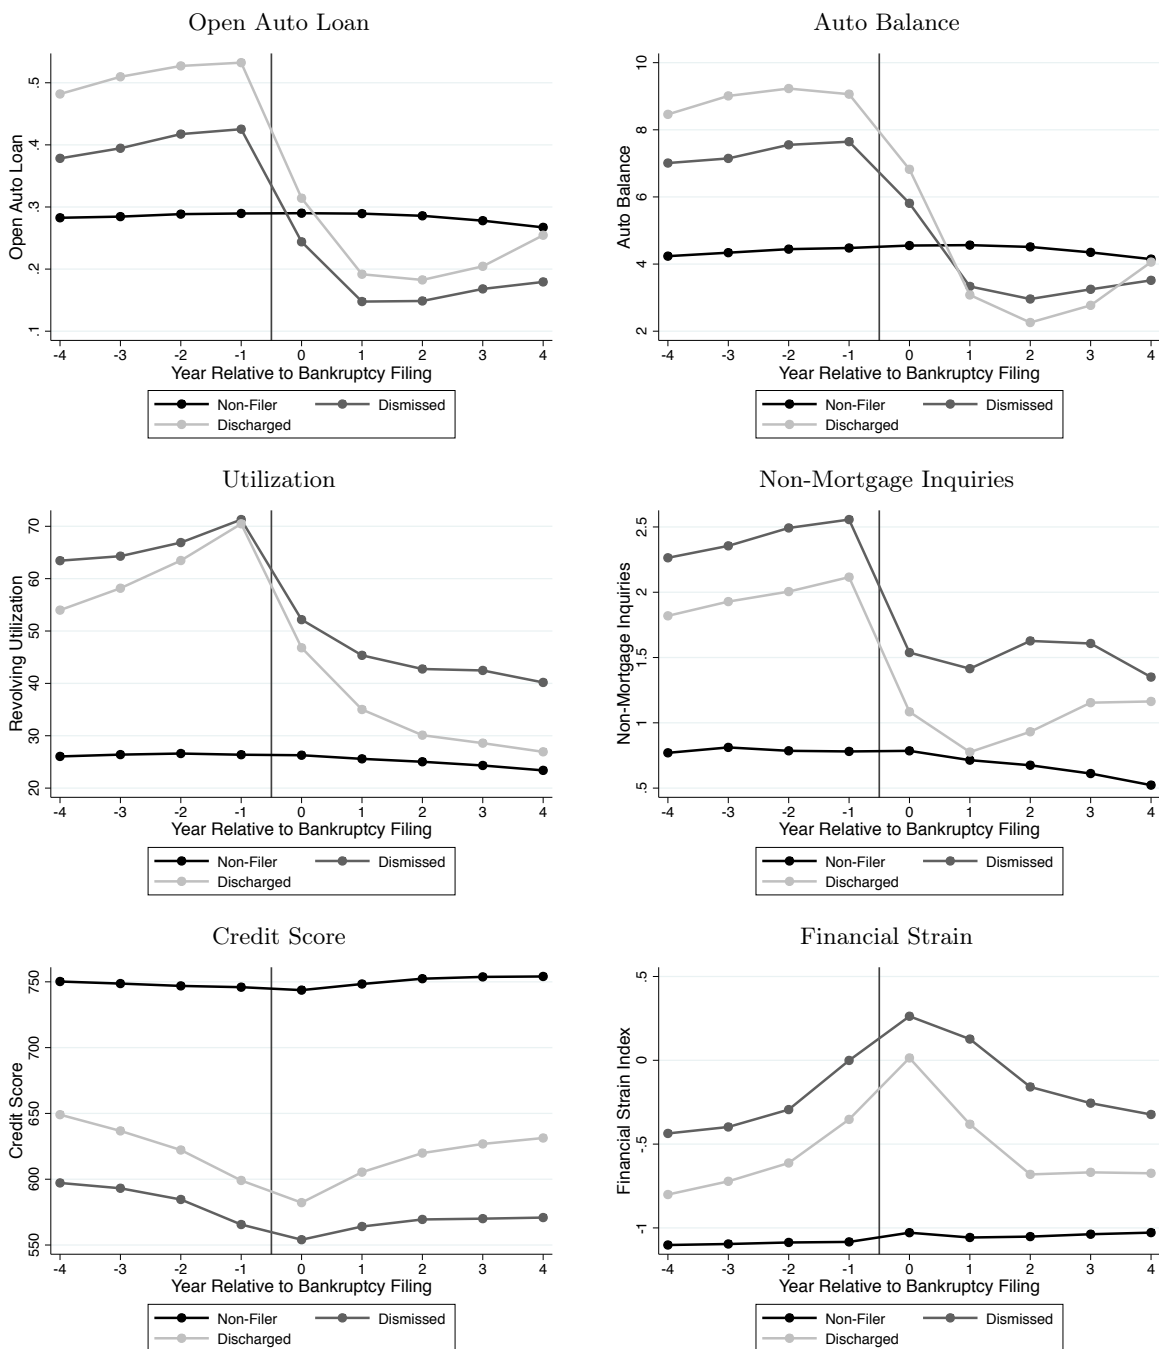 Open Auto Loan
Open Auto Loan
.5
.4
.3
.2
.1
-4 -3 -2 -1 0 1 2 3 4
Year Relative to Bankruptcy Filing
Non-Filer Dismissed
Discharged
Auto Balance
Auto Balance
10
8
6
4
2
-4 -3 -2 -1 0 1 2 3 4
Year Relative to Bankruptcy Filing
Non-Filer Dismissed
Discharged
Utilization
Revolving Utilization
70
60
50
40
30
20
-4 -3 -2 -1 0 1 2 3 4
Year Relative to Bankruptcy Filing
Non-Filer Dismissed
Discharged
Non-Mortgage Inquiries
Non-Mortgage Inquiries
2.5
2
1.5
1
.5
-4 -3 -2 -1 0 1 2 3 4
Year Relative to Bankruptcy Filing
Non-Filer Dismissed
Discharged
Credit Score
Credit Score
750
700
650
600
550
-4 -3 -2 -1 0 1 2 3 4
Year Relative to Bankruptcy Filing
Non-Filer Dismissed
Discharged
Financial Strain
Financial Strain Index
.5
0
-.5
-1
-4 -3 -2 -1 0 1 2 3 4
Year Relative to Bankruptcy Filing
Non-Filer Dismissed
Discharged